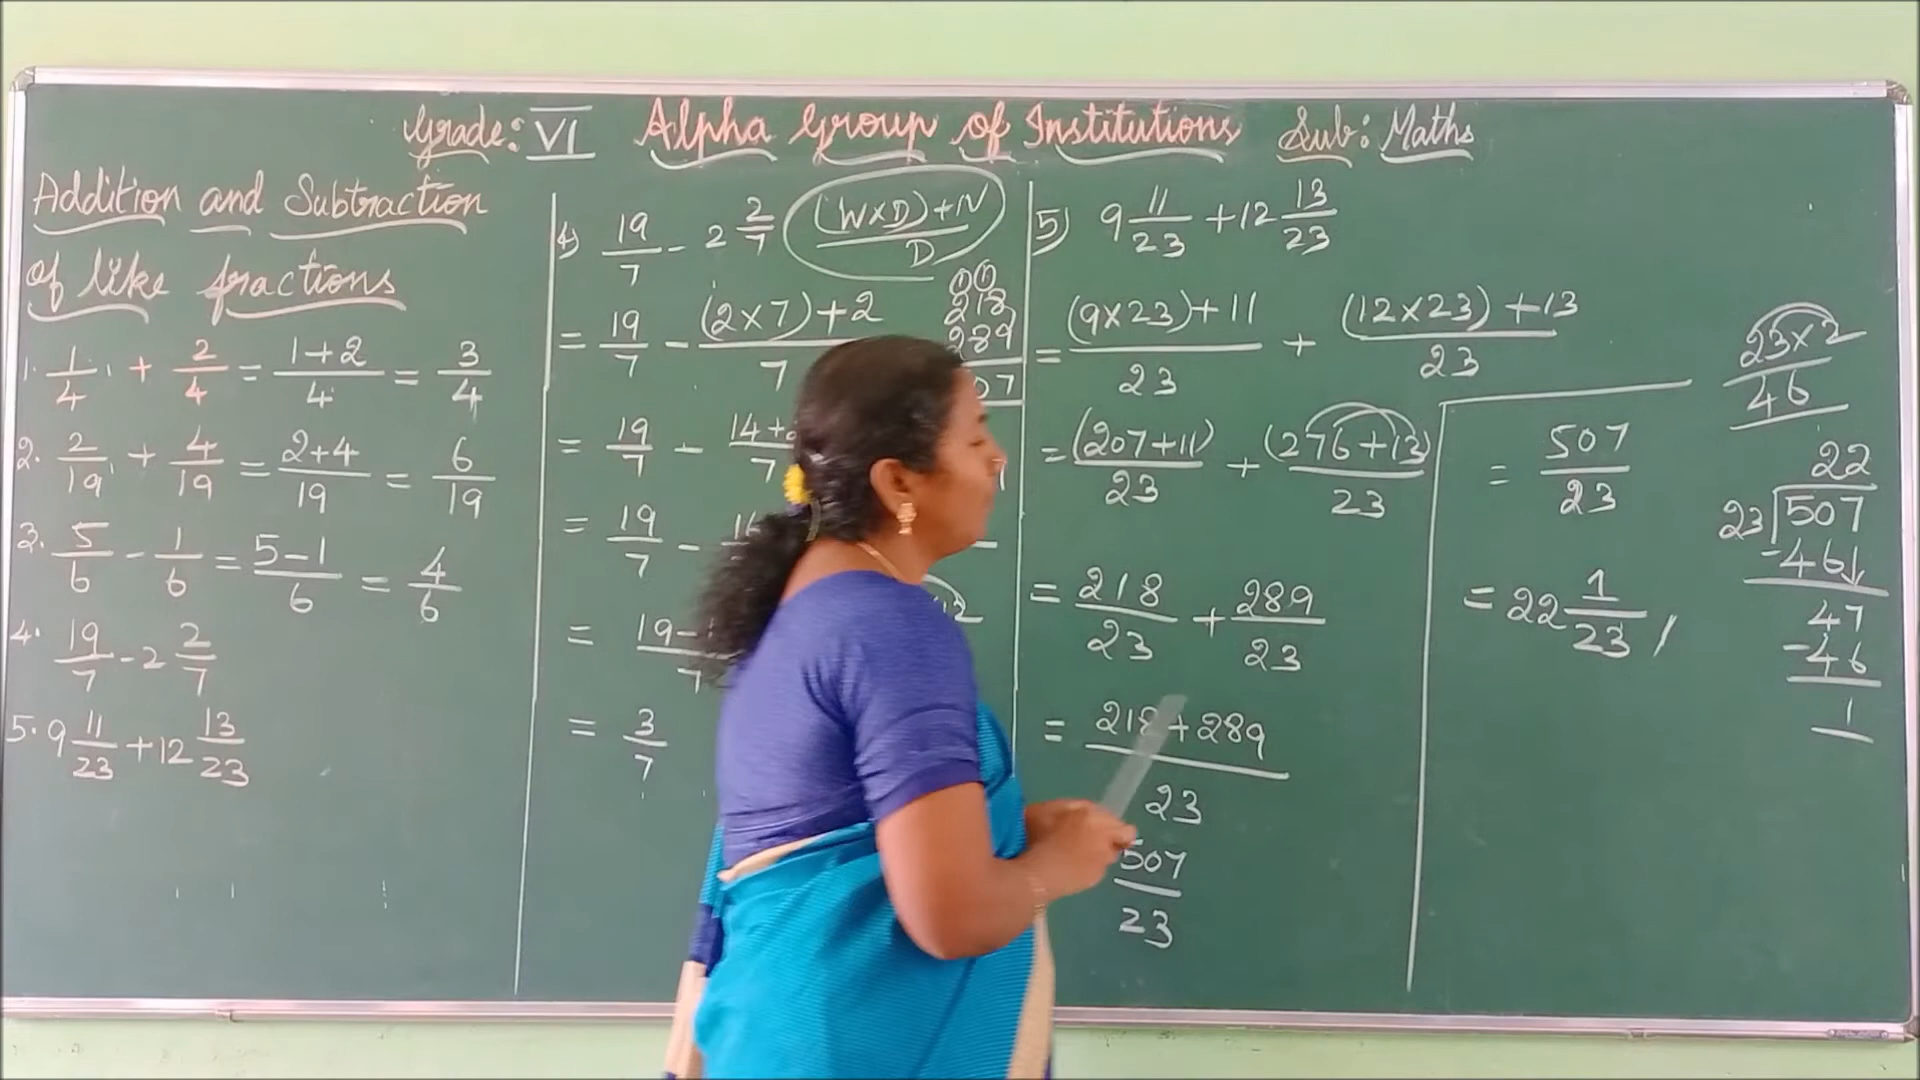 Grade: VI Alpha Group of Institutions Sub: Maths
Addition and Subtraction
of like fractions
1. 1/4 + 2/4 = 1+2/4 = 3/4
2. 2/19 + 4/19 = 2+4/19 = 6/19
3. 5/6 - 1/6 = 5-1/6 = 4/6
4. 19/7 - 2 2/7
5. 9 11/23 + 12 13/23
4) 19/7 - 2 2/7
(W×D)+N/D
= 19/7 - (2×7)+2/7
218
289
= 19/7
= 19/7
= 3/7
5) 9 11/23 + 12 13/23
= (9×23)+11/23 + (12×23)+13/23
= (207+11)/23 + (276+13)/23
= 218/23 + 289/23
= 218+289/23
507/23
= 507/23
= 22 1/23
23×2
46
22
23)507
-46↓
47
-46
1